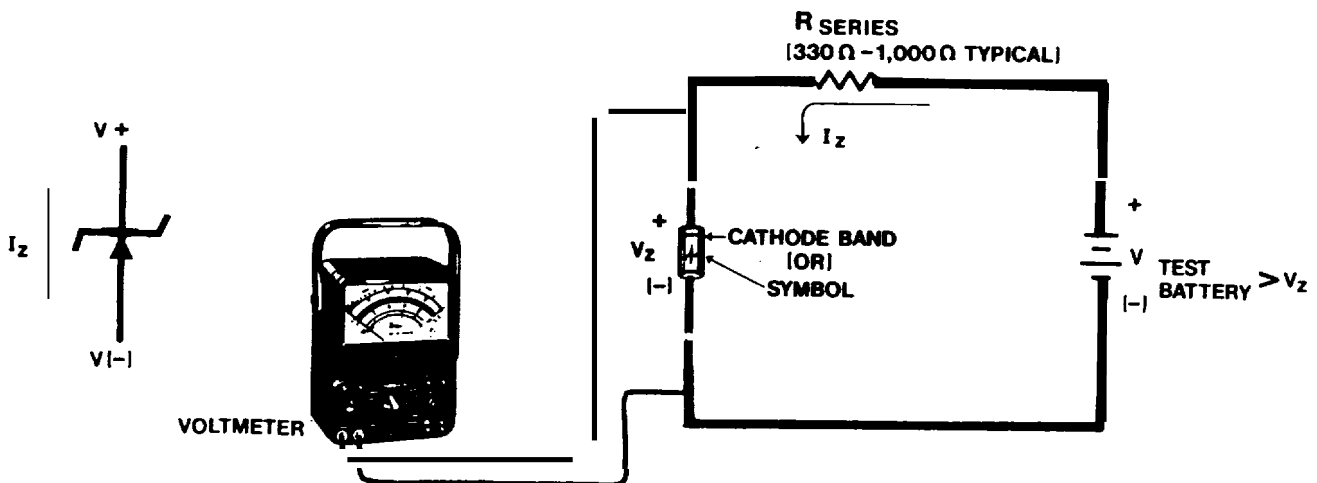 R SERIES
(330 Ω - 1,000 Ω TYPICAL)
V +
I z
I z
V (-)
+
V z
(-)
CATHODE BAND
(OR)
SYMBOL
+
V
(-)
TEST
BATTERY > V z
VOLTMETER